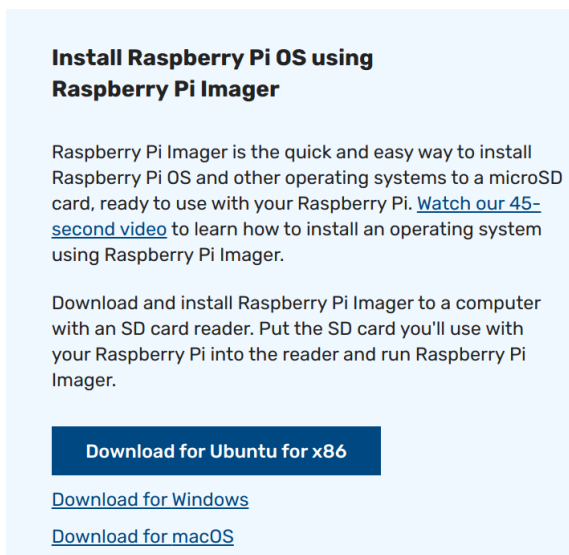 Install Raspberry Pi OS using
Raspberry Pi Imager
Raspberry Pi Imager is the quick and easy way to install
Raspberry Pi OS and other operating systems to a microSD
card, ready to use with your Raspberry Pi. Watch our 45-
second video to learn how to install an operating system
using Raspberry Pi Imager.
Download and install Raspberry Pi Imager to a computer
with an SD card reader. Put the SD card you'll use with
your Raspberry Pi into the reader and run Raspberry Pi
Imager.
Download for Ubuntu for x86
Download for Windows
Download for macOS